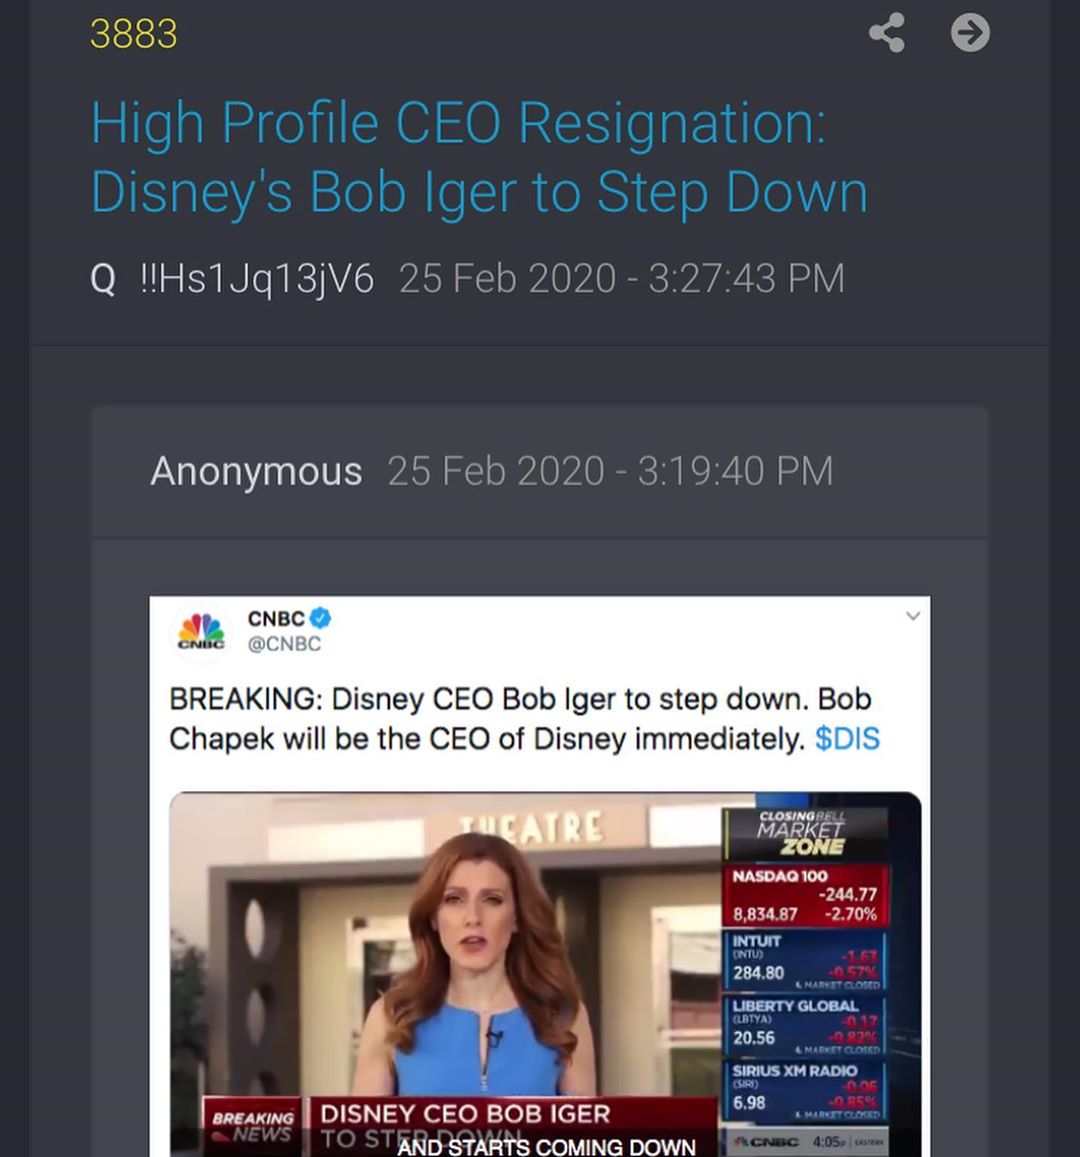 3883
High Profile CEO Resignation:
Disney's Bob Iger to Step Down
Q !!Hs1Jq13jV6 25 Feb 2020 - 3:27:43 PM
Anonymous 25 Feb 2020 - 3:19:40 PM
CNBC
CNBC
@CNBC
BREAKING: Disney CEO Bob Iger to step down. Bob
Chapek will be the CEO of Disney immediately. $DIS
THEATRE
CLOSING BELL
MARKET
ZONE
NASDAQ 100
-244.77
8,834.87 -2.70%
INTUIT
(INTU) -1.63
284.80 -0.57%
& MARKET CLOSED
LIBERTY GLOBAL
(LBTYA) -0.17
20.56 -0.82%
& MARKET CLOSED
SIRIUS XM RADIO
(SIRI) -0.06
6.98 -0.85%
& MARKET CLOSED
BREAKING
NEWS
DISNEY CEO BOB IGER
TO STEP DOWN
AND STARTS COMING DOWN
CNBC 4:05P EASTERN